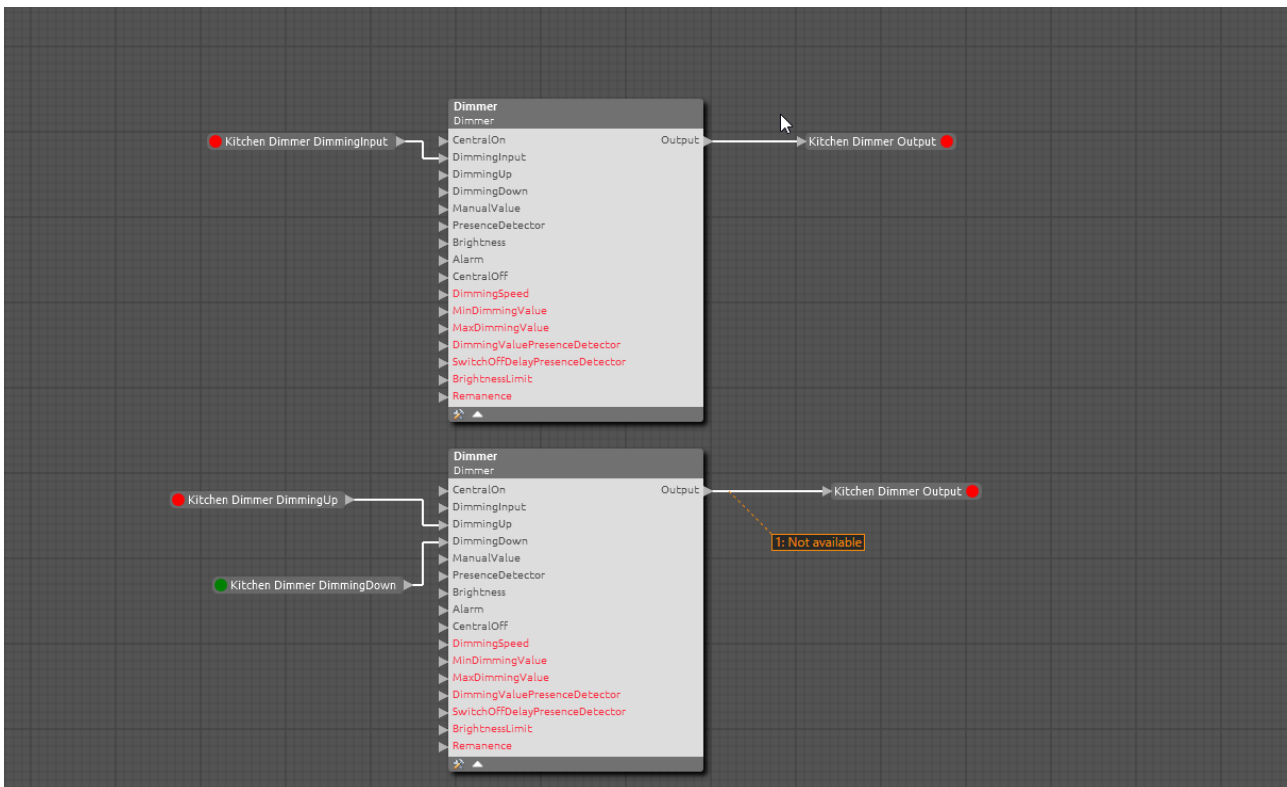 Dimmer
Dimmer
Kitchen Dimmer DimmingInput
CentralOn
Output
Kitchen Dimmer Output
DimmingInput
DimmingUp
DimmingDown
ManualValue
PresenceDetector
Brightness
Alarm
CentralOff
DimmingSpeed
MinDimmingValue
MaxDimmingValue
DimmingValuePresenceDetector
SwitchOffDelayPresenceDetector
BrightnessLimit
Remanence
Dimmer
Dimmer
Kitchen Dimmer DimmingUp
CentralOn
Output
Kitchen Dimmer Output
DimmingInput
DimmingUp
DimmingDown
1: Not available
ManualValue
PresenceDetector
Kitchen Dimmer DimmingDown
Brightness
Alarm
CentralOff
DimmingSpeed
MinDimmingValue
MaxDimmingValue
DimmingValuePresenceDetector
SwitchOffDelayPresenceDetector
BrightnessLimit
Remanence